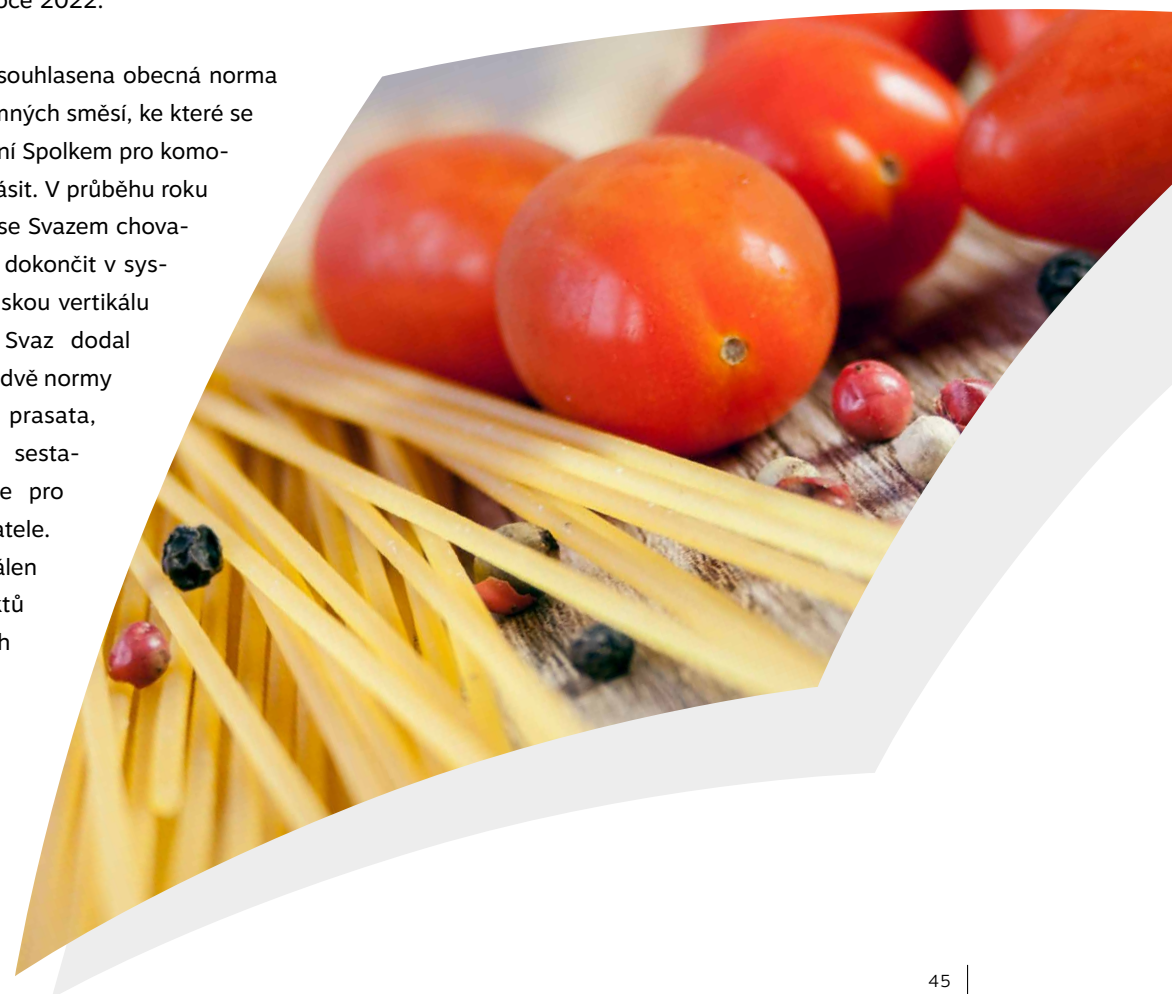 oce 2022.
souhlasena obecná norma
mných směsí, ke které se
ní Spolkem pro komo-
ásit. V průběhu roku
se Svazem chova-
dokončit v sys-
skou vertikálu
Svaz dodal
dvě normy
prasata,
sesta-
e pro
atele.
álen
ktů
h
45